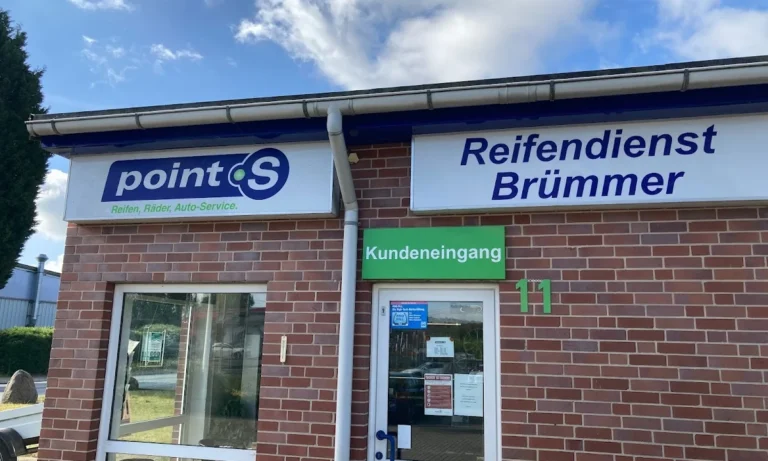 point S
Reifen, Räder, Auto-Service.
Reifendienst
Brümmer
Kundeneingang
11